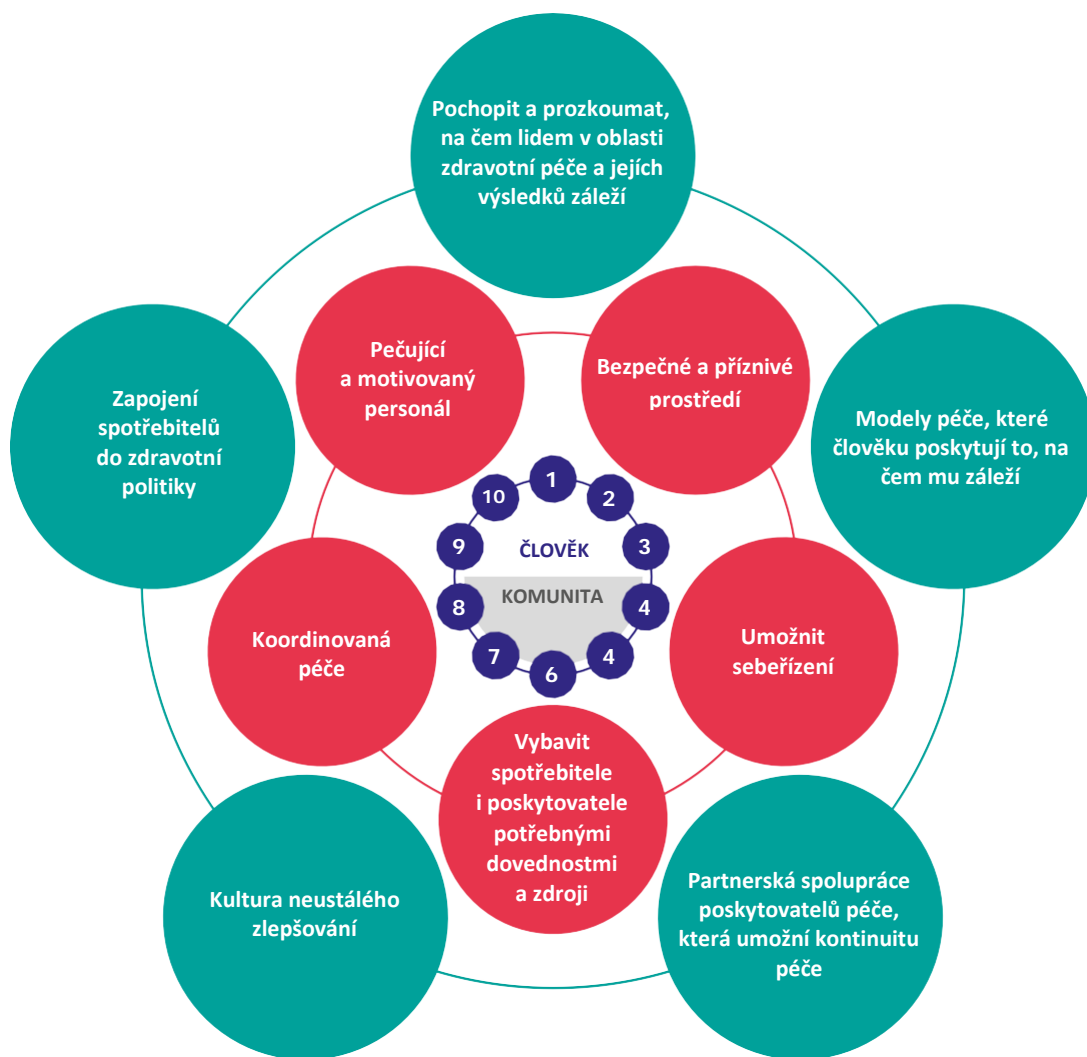 Pochopit a prozkoumat,
na čem lidem v oblasti
zdravotní péče a jejích
výsledků záleží
Pečující
a motivovaný
personál
Bezpečné a příznivé
prostředí
Zapojení
spotřebitelů
do zdravotní
politiky
Modely péče, které
člověku poskytují to, na
čem mu záleží
1
10
2
9
ČLOVĚK
3
KOMUNITA
8
4
7
4
6
Koordinovaná
péče
Umožnit
sebeřízení
Vybavit
spotřebitele
i poskytovatele
potřebnými
dovednostmi
a zdroji
Kultura neustálého
zlepšování
Partnerská spolupráce
poskytovatelů péče,
která umožní kontinuitu
péče